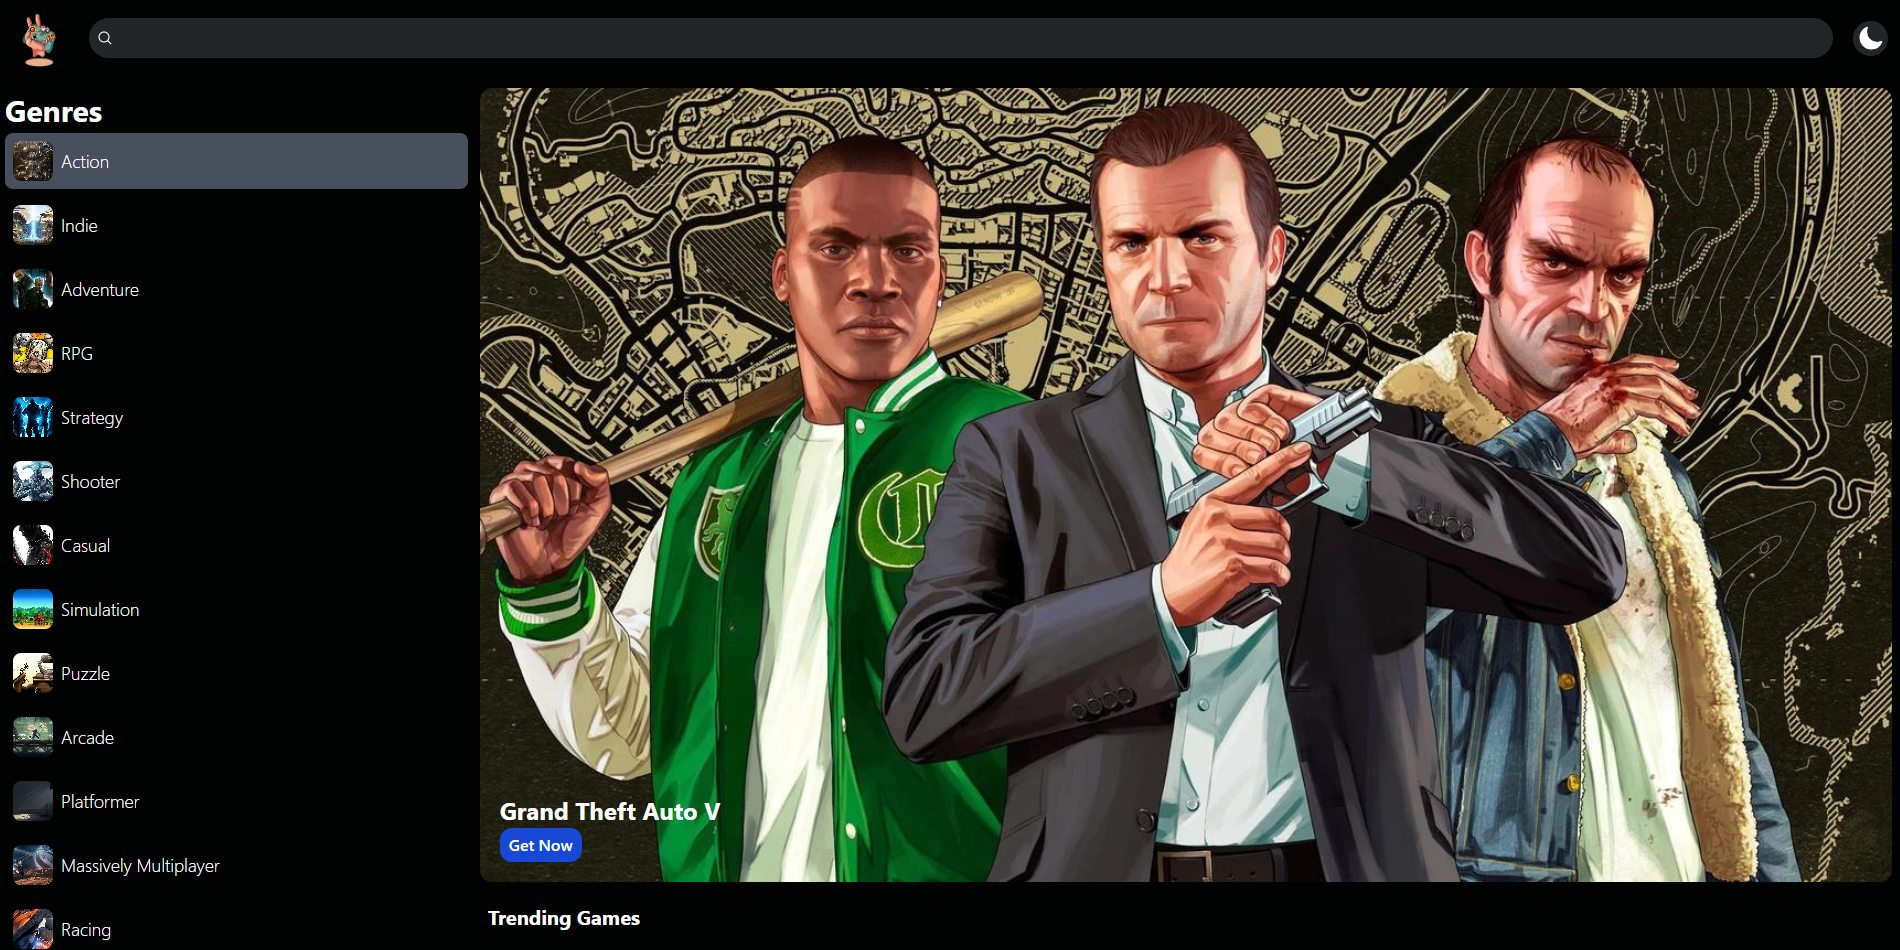 Genres
Action
Indie
Adventure
RPG
Strategy
Shooter
Casual
Simulation
Puzzle
Arcade
Platformer
Massively Multiplayer
Racing
Grand Theft Auto V
Get Now
Trending Games